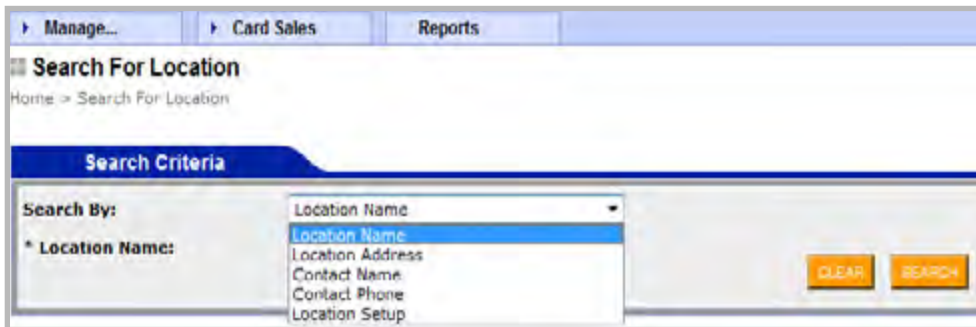 Manage... Card Sales Reports
Search For Location
Home > Search For Location
Search Criteria
Search By: Location Name
* Location Name:
Location Name
Location Address
Contact Name
Contact Phone
Location Setup
CLEAR SEARCH